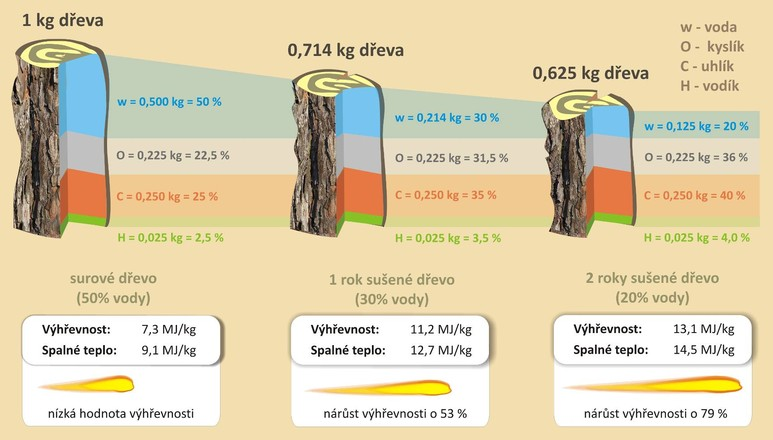 1 kg dřeva
w = 0,500 kg = 50 %
O = 0,225 kg = 22,5 %
C = 0,250 kg = 25 %
H = 0,025 kg = 2,5 %
0,714 kg dřeva
w = 0,214 kg = 30 %
O = 0,225 kg = 31,5 %
C = 0,250 kg = 35 %
H = 0,025 kg = 3,5 %
0,625 kg dřeva
w - voda
O - kyslík
C - uhlík
H - vodík
w = 0,125 kg = 20 %
O = 0,225 kg = 36 %
C = 0,250 kg = 40 %
H = 0,025 kg = 4,0 %
surové dřevo
(50% vody)
Výhřevnost: 7,3 MJ/kg
Spalné teplo: 9,1 MJ/kg
nízká hodnota výhřevnosti
1 rok sušené dřevo
(30% vody)
Výhřevnost: 11,2 MJ/kg
Spalné teplo: 12,7 MJ/kg
nárůst výhřevnosti o 53 %
2 roky sušené dřevo
(20% vody)
Výhřevnost: 13,1 MJ/kg
Spalné teplo: 14,5 MJ/kg
nárůst výhřevnosti o 79 %